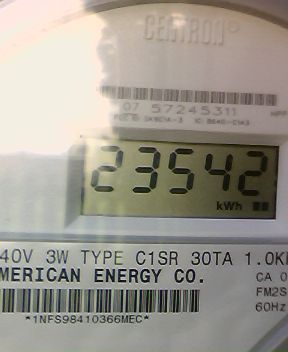 CENTRON®
07 57245311
23542
kWh
40V 3W TYPE C1SR 30TA 1.0K
MERICAN ENERGY CO.
CA 0
FM2S
60Hz
*1NFS98410366MEC*